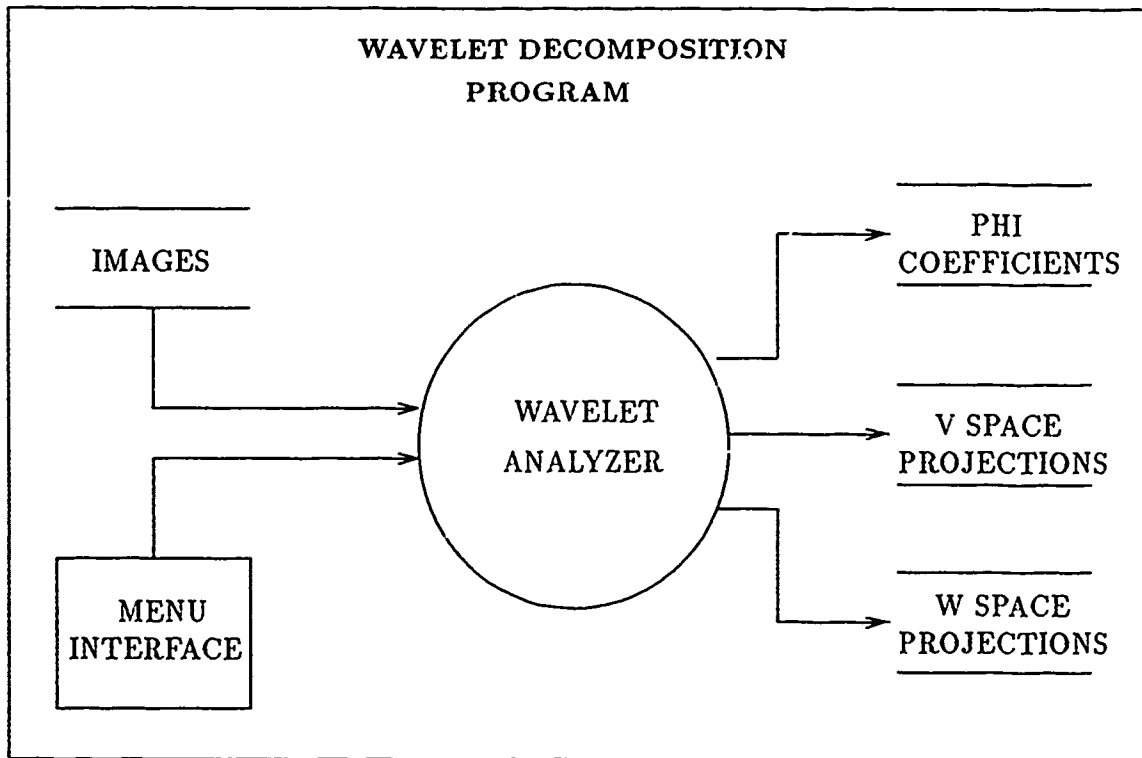 WAVELET DECOMPOSITION
PROGRAM
IMAGES
MENU
INTERFACE
WAVELET
ANALYZER
PHI
COEFFICIENTS
V SPACE
PROJECTIONS
W SPACE
PROJECTIONS